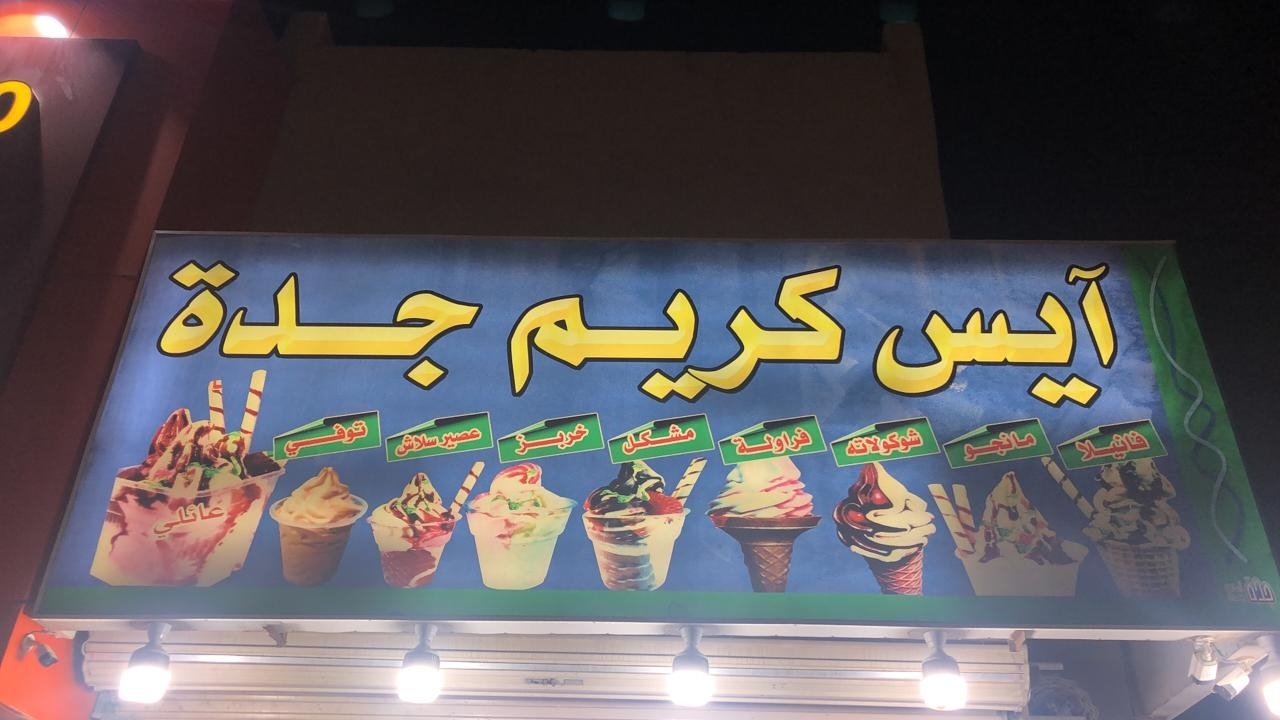 آيس كريم جدة
فانيلا
مانجو
شوكولاته
فراولة
مشكل
خربز
عصير سلاش
توفي
عائلي